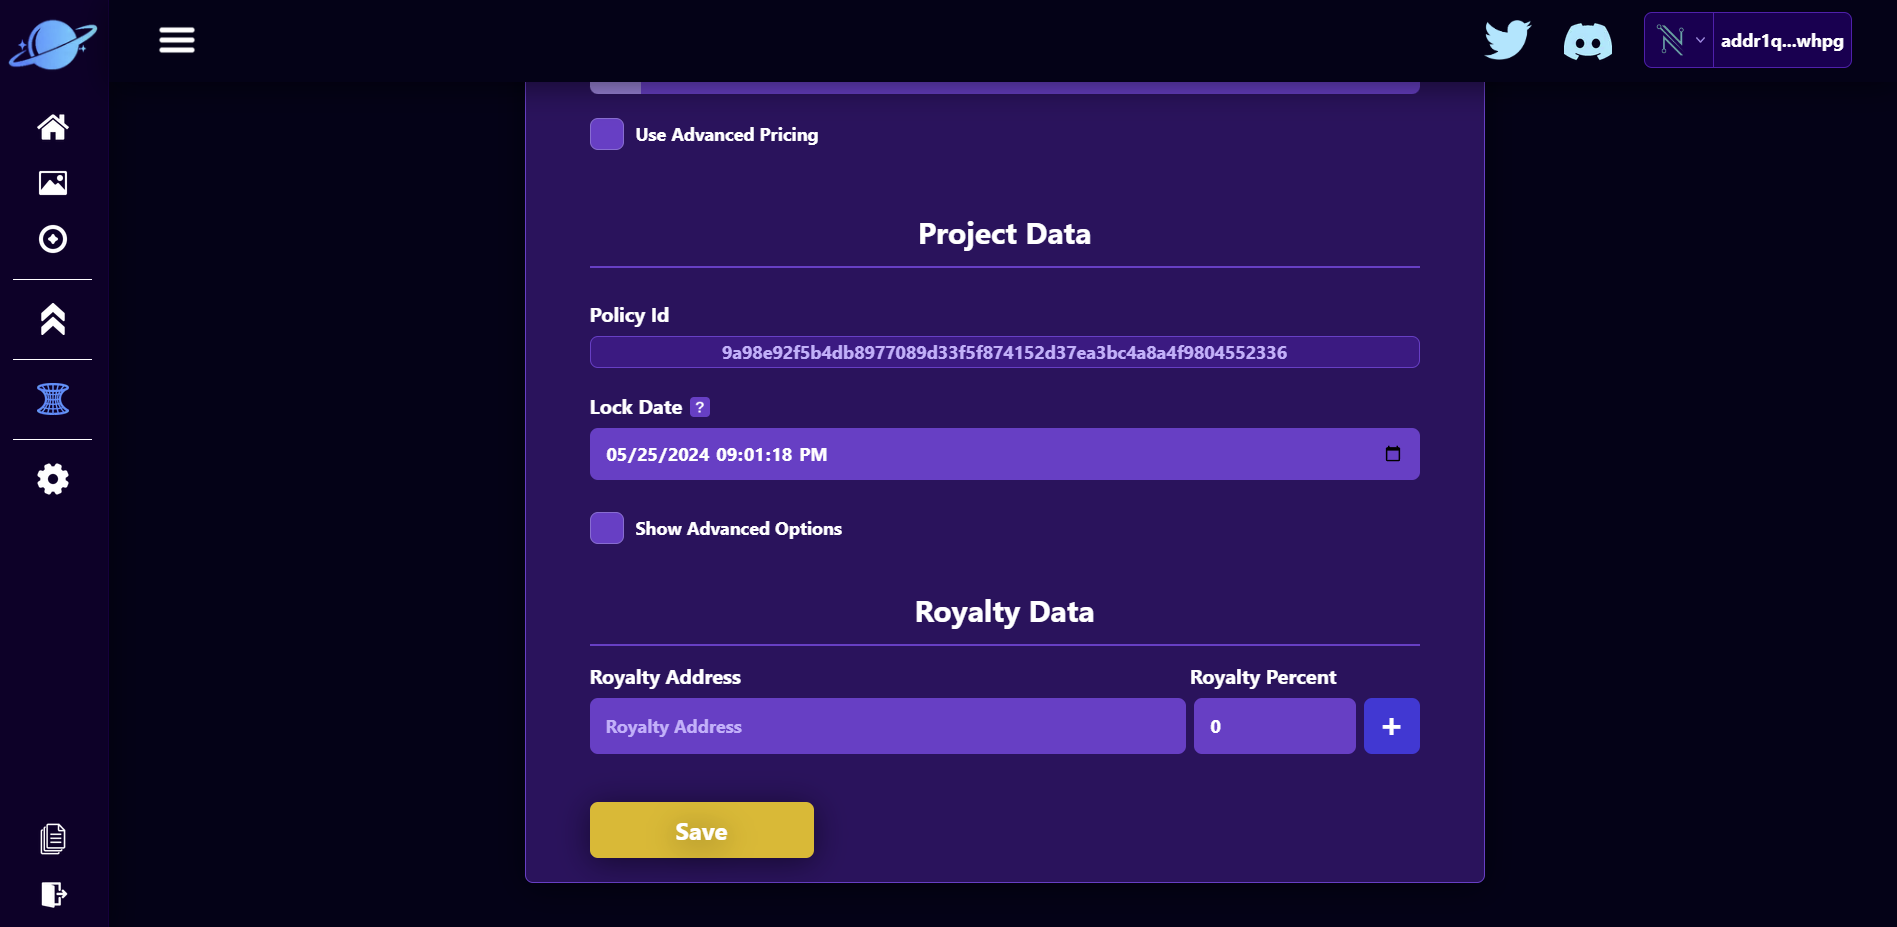 addr1q...whpg
Use Advanced Pricing
Project Data
Policy Id
9a98e92f5b4db8977089d33f5f874152d37ea3bc4a8a4f9804552336
Lock Date ?
05/25/2024 09:01:18 PM
Show Advanced Options
Royalty Data
Royalty Address Royalty Percent
Royalty Address 0 +
Save